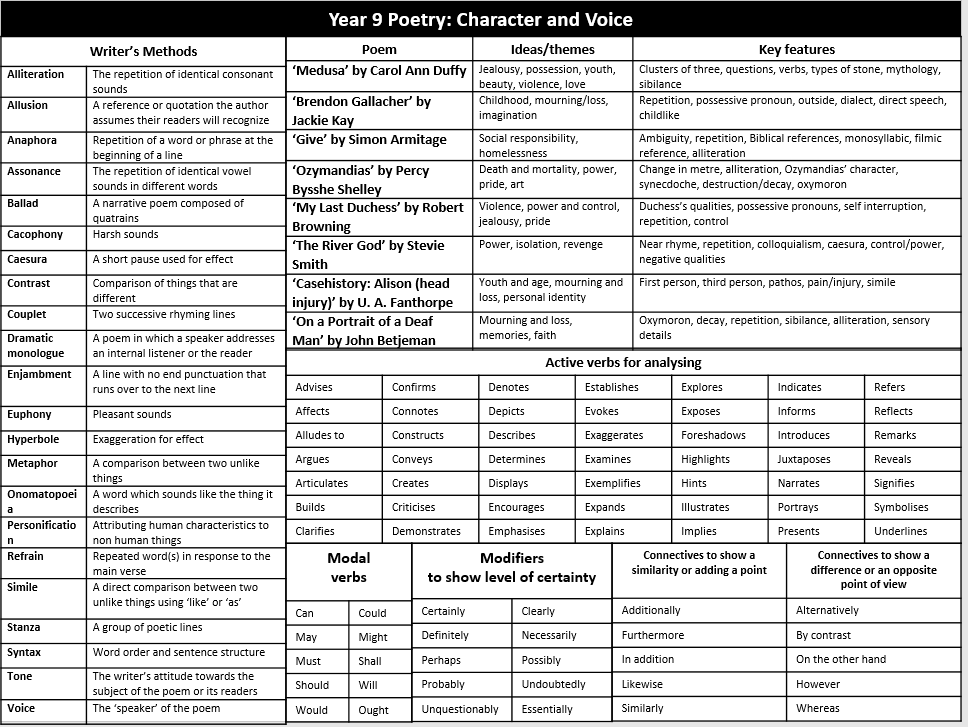 Year 9 Poetry: Character and Voice
Writer's Methods
Alliteration
The repetition of identical consonant
sounds
Allusion
A reference or quotation the author
assumes their readers will recognize
Anaphora
Repetition of a word or phrase at the
beginning of a line
Assonance
The repetition of identical vowel
sounds in different words
Ballad
A narrative poem composed of
quatrains
Cacophony
Harsh sounds
Caesura
A short pause used for effect
Contrast
Comparison of things that are
different
Couplet
Two successive rhyming lines
Dramatic
monologue
A poem in which a speaker addresses
an internal listener or the reader
Enjambment
A line with no end punctuation that
runs over to the next line
Euphony
Pleasant sounds
Hyperbole
Exaggeration for effect
Metaphor
A comparison between two unlike
things
Onomatopoei
a
A word which sounds like the thing it
describes
Personificatio
n
Attributing human characteristics to
non human things
Refrain
Repeated word(s) in response to the
main verse
Simile
A direct comparison between two
unlike things using 'like' or 'as'
Stanza
A group of poetic lines
Syntax
Word order and sentence structure
Tone
The writer's attitude towards the
subject of the poem or its readers
Voice
The 'speaker' of the poem
Poem
Ideas/themes
Key features
'Medusa' by Carol Ann Duffy
Jealousy, possession, youth,
beauty, violence, love
Clusters of three, questions, verbs, types of stone, mythology,
sibilance
'Brendon Gallacher' by
Jackie Kay
Childhood, mourning/loss,
imagination
Repetition, possessive pronoun, outside, dialect, direct speech,
childlike
'Give' by Simon Armitage
Social responsibility,
homelessness
Ambiguity, repetition, Biblical references, monosyllabic, filmic
reference, alliteration
'Ozymandias' by Percy
Bysshe Shelley
Death and mortality, power,
pride, art
Change in metre, alliteration, Ozymandias' character,
synecdoche, destruction/decay, oxymoron
'My Last Duchess' by Robert
Browning
Violence, power and control,
jealousy, pride
Duchess's qualities, possessive pronouns, self interruption,
repetition, control
'The River God' by Stevie
Smith
Power, isolation, revenge
Near rhyme, repetition, colloquialism, caesura, control/power,
negative qualities
'Casehistory: Alison (head
injury)' by U. A. Fanthorpe
Youth and age, mourning and
loss, personal identity
First person, third person, pathos, pain/injury, simile
'On a Portrait of a Deaf
Man' by John Betjeman
Mourning and loss,
memories, faith
Oxymoron, decay, repetition, sibilance, alliteration, sensory
details
Active verbs for analysing
Advises Confirms Denotes Establishes Explores Indicates Refers
Affects Connotes Depicts Evokes Exposes Informs Reflects
Alludes to Constructs Describes Exaggerates Foreshadows Introduces Remarks
Argues Conveys Determines Examines Highlights Juxtaposes Reveals
Articulates Creates Displays Exemplifies Hints Narrates Signifies
Builds Criticises Encourages Expands Illustrates Portrays Symbolises
Clarifies Demonstrates Emphasises Explains Implies Presents Underlines
Modal
verbs
Can Could
May Might
Must Shall
Should Will
Would Ought
Modifiers
to show level of certainty
Certainly Clearly
Definitely Necessarily
Perhaps Possibly
Probably Undoubtedly
Unquestionably Essentially
Connectives to show a
similarity or adding a point
Additionally
Furthermore
In addition
Likewise
Similarly
Connectives to show a
difference or an opposite
point of view
Alternatively
By contrast
On the other hand
However
Whereas